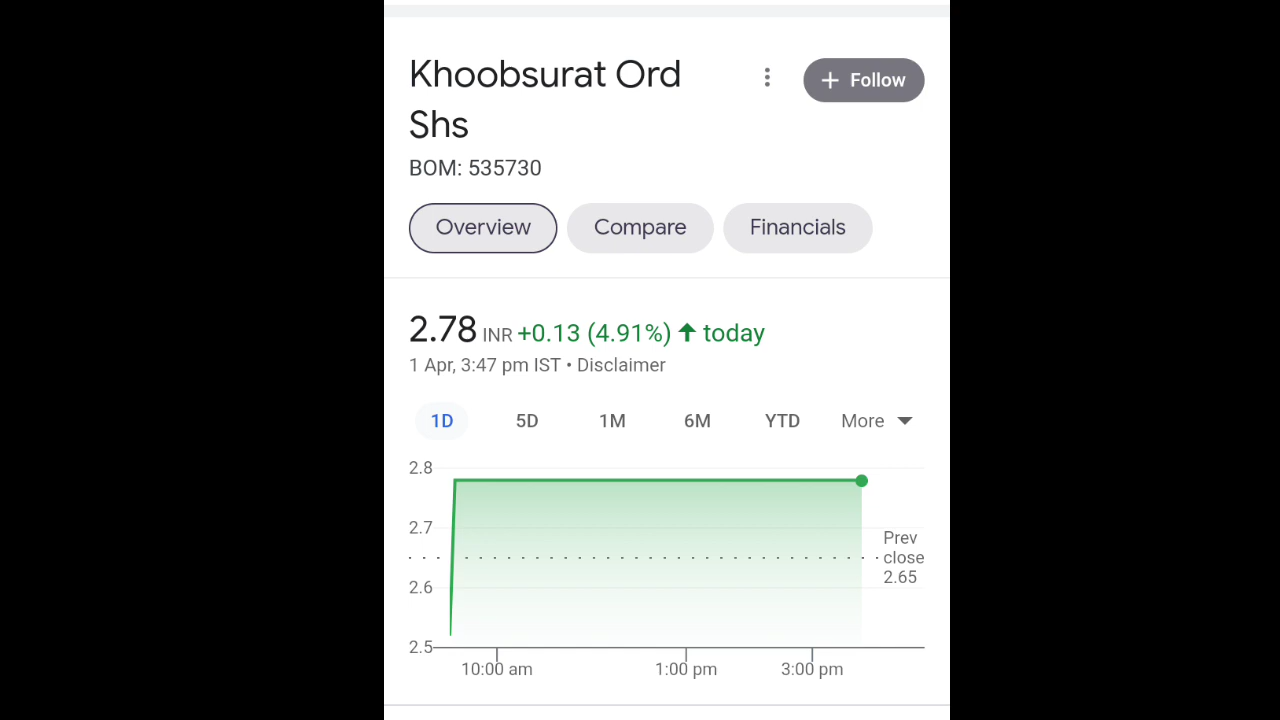 Khoobsurat Ord
Shs
+ Follow
BOM: 535730
Overview Compare Financials
2.78 INR +0.13 (4.91%) ↑ today
1 Apr, 3:47 pm IST • Disclaimer
1D 5D 1M 6M YTD More
2.8
2.7
Prev
close
2.65
2.6
2.5
10:00 am 1:00 pm 3:00 pm